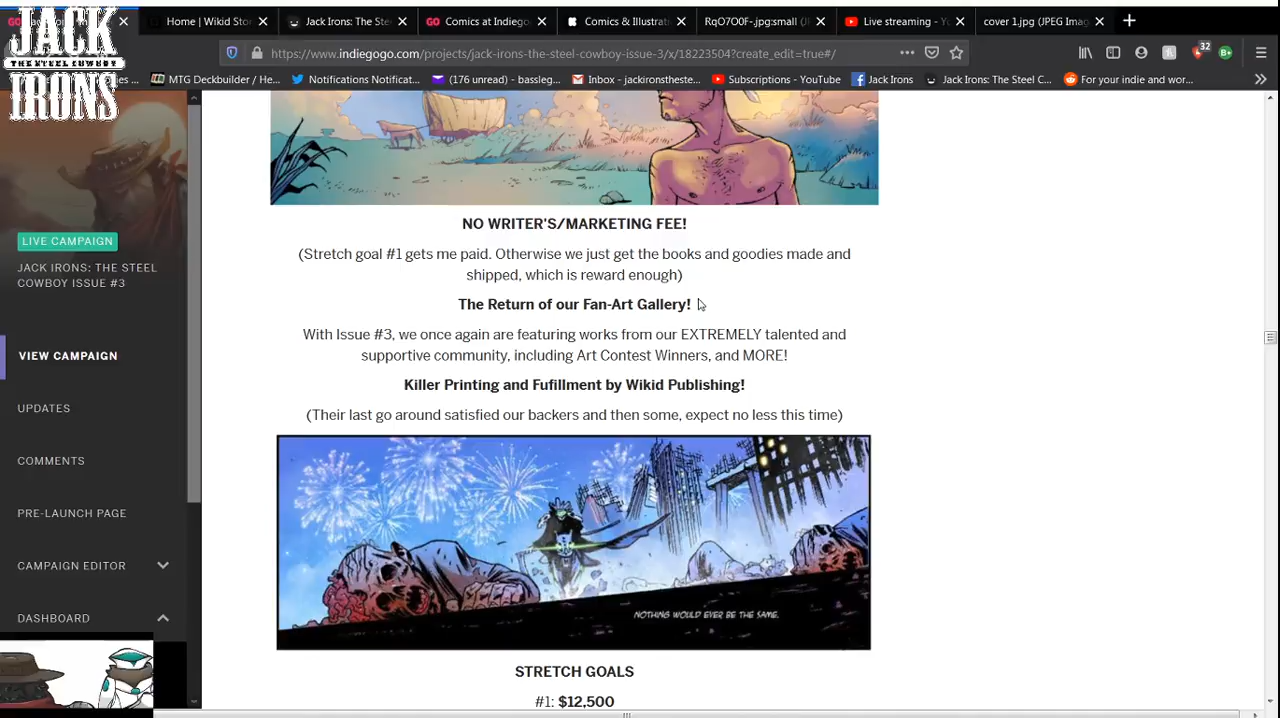 Home | Wikid Sto
Jack Irons: The Ste
Comics at Indiegog
Comics & Illustrati
RqO7O0F-.jpg:small (J
Live streaming - Yo
cover 1.jpg (JPEG Imag
JACK
THE STEEL COWBOY
IRONS
https://www.indiegogo.com/projects/jack-irons-the-steel-cowboy-issue-3/x/18223504?create_edit=true#/
32
MTG Deckbuilder / He...
Notifications Notificat...
(176 unread) - bassleg...
Inbox - jackironsthe...
Subscriptions - YouTube
Jack Irons
Jack Irons: The Steel C...
For your indie and wor...
LIVE CAMPAIGN
JACK IRONS: THE STEEL
COWBOY ISSUE #3
VIEW CAMPAIGN
UPDATES
COMMENTS
PRE-LAUNCH PAGE
CAMPAIGN EDITOR
DASHBOARD
NO WRITER'S/MARKETING FEE!
(Stretch goal #1 gets me paid. Otherwise we just get the books and goodies made and
shipped, which is reward enough)
The Return of our Fan-Art Gallery!
With Issue #3, we once again are featuring works from our EXTREMELY talented and
supportive community, including Art Contest Winners, and MORE!
Killer Printing and Fufillment by Wikid Publishing!
(Their last go around satisfied our backers and then some, expect no less this time)
NOTHING WOULD EVER BE THE SAME.
STRETCH GOALS
#1: $12,500